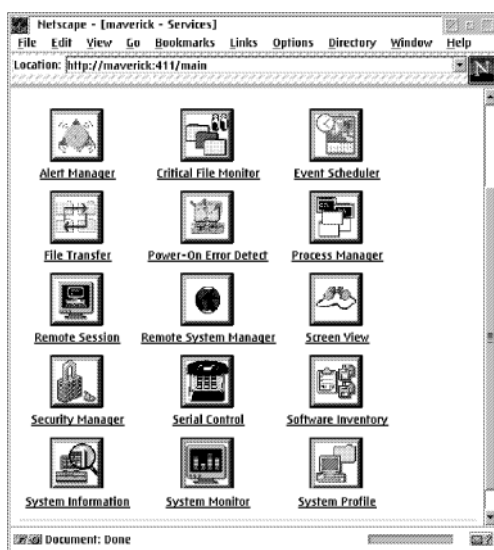 Netscape - [maverick - Services]
File Edit View Go Bookmarks Links Options Directory Window Help
Location: http://maverick:411/main
N
Alert Manager Critical File Monitor Event Scheduler
File Transfer Power-On Error Detect Process Manager
Remote Session Remote System Manager Screen View
Security Manager Serial Control Software Inventory
System Information System Monitor System Profile
Document: Done